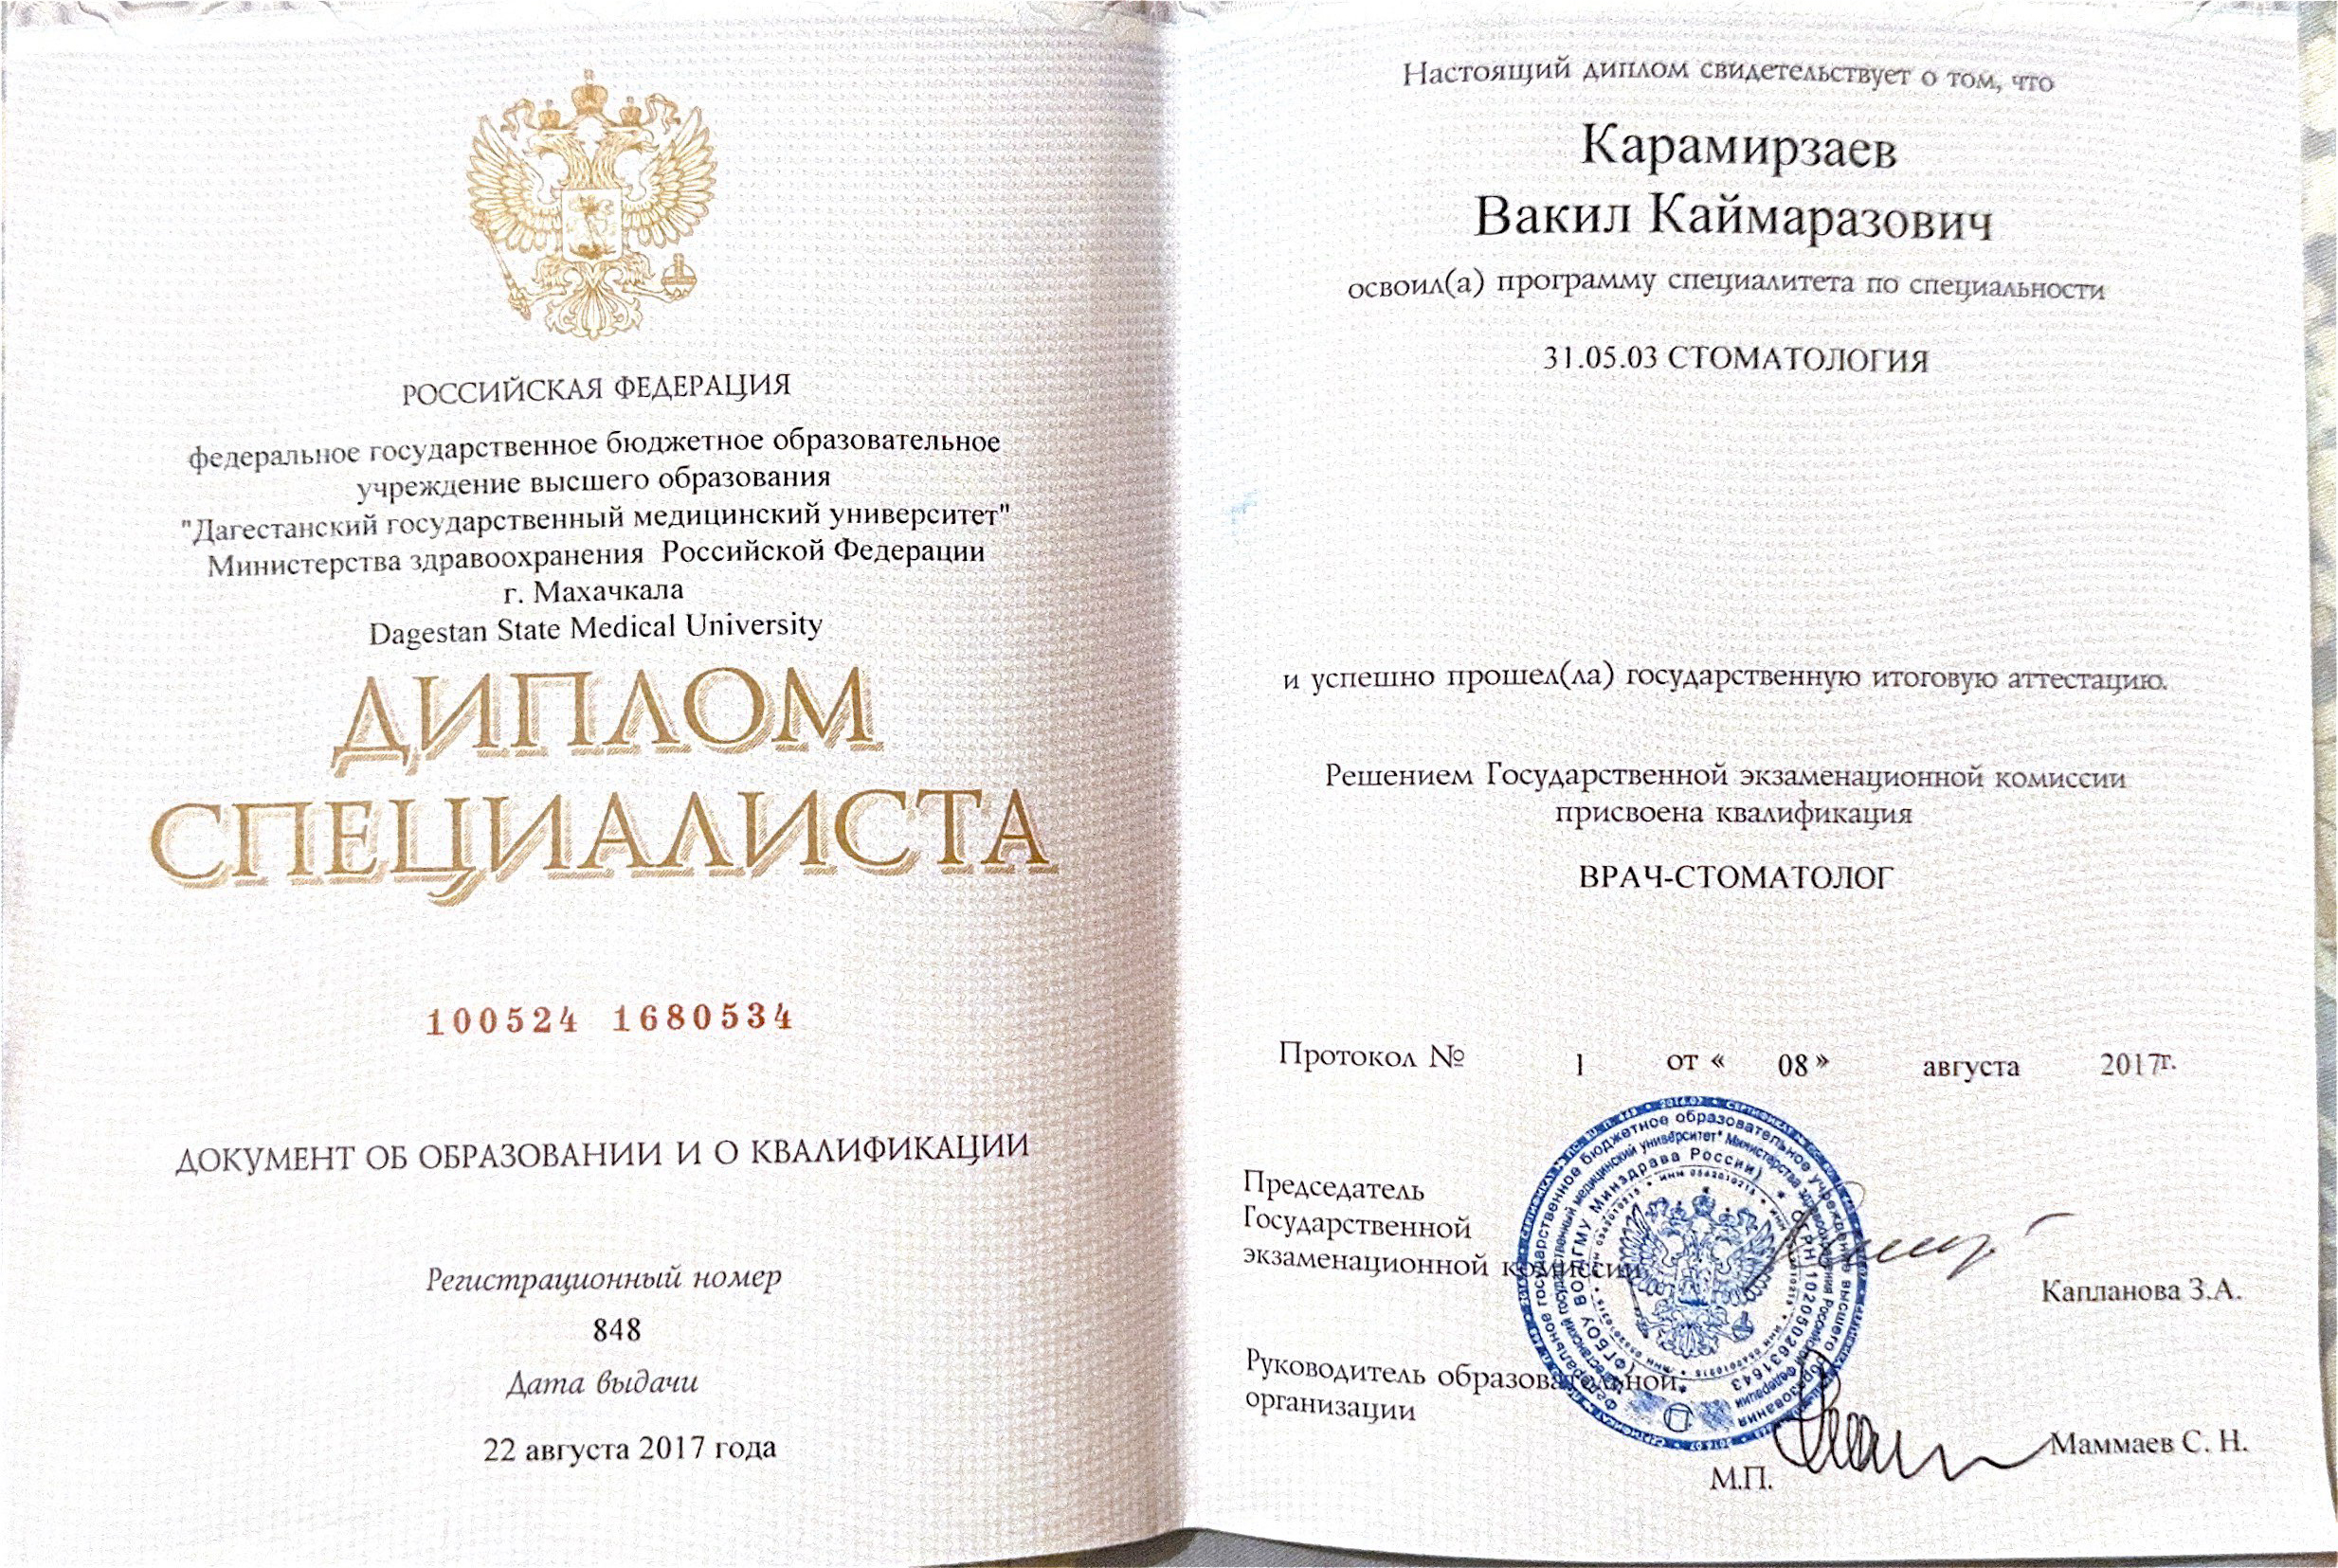 РОССИЙСКАЯ ФЕДЕРАЦИЯ
федеральное государственное бюджетное образовательное
учреждение высшего образования
"Дагестанский государственный медицинский университет"
Министерства здравоохранения Российской Федерации
г. Махачкала
Dagestan State Medical University
ДИПЛОМ
СПЕЦИАЛИСТА
100524 1680534
ДОКУМЕНТ ОБ ОБРАЗОВАНИИ И О КВАЛИФИКАЦИИ
Регистрационный номер
848
Дата выдачи
22 августа 2017 года
Настоящий диплом свидетельствует о том, что
Карамирзаев
Вакил Каймаразович
освоил(а) программу специалитета по специальности
31.05.03 СТОМАТОЛОГИЯ
и успешно прошел(ла) государственную итоговую аттестацию.
Решением Государственной экзаменационной комиссии
присвоена квалификация
ВРАЧ-СТОМАТОЛОГ
Протокол № 1 от « 08 » августа 2017г.
Председатель
Государственной
экзаменационной комиссии
Капланова З.А.
Руководитель образовательной
организации
Маммаев С. Н.
М.П.